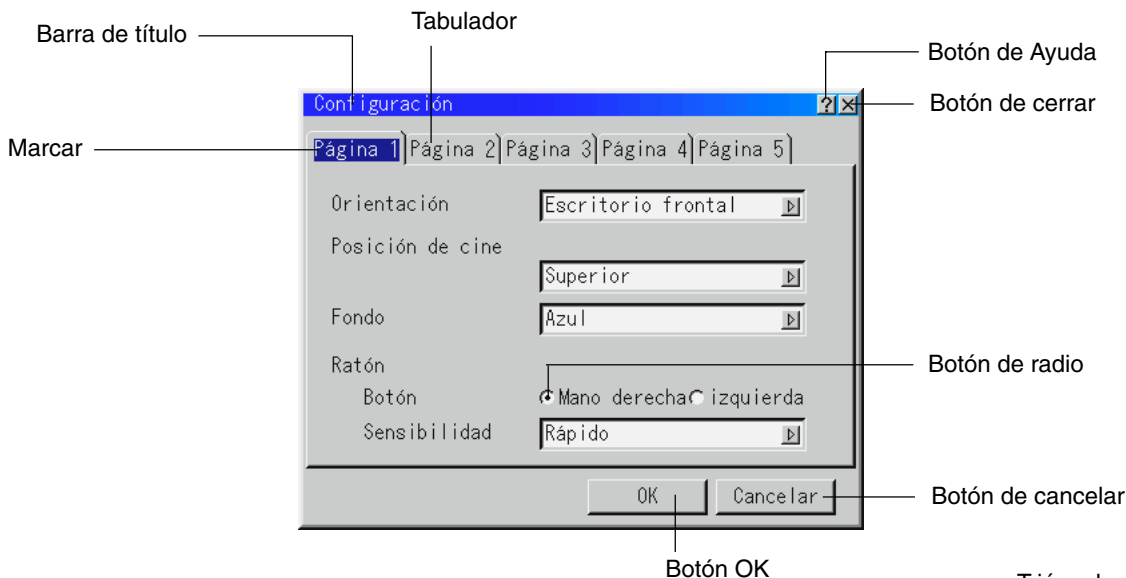 Tabulador
Barra de título
Botón de Ayuda
Configuración
?
Botón de cerrar
Marcar
Página 1 Página 2 Página 3 Página 4 Página 5
Orientación Escritorio frontal
Posición de cine
Superior
Fondo Azul
Ratón
Botón de radio
Botón Mano derecha izquierda
Sensibilidad Rápido
OK Cancelar
Botón de cancelar
Botón OK